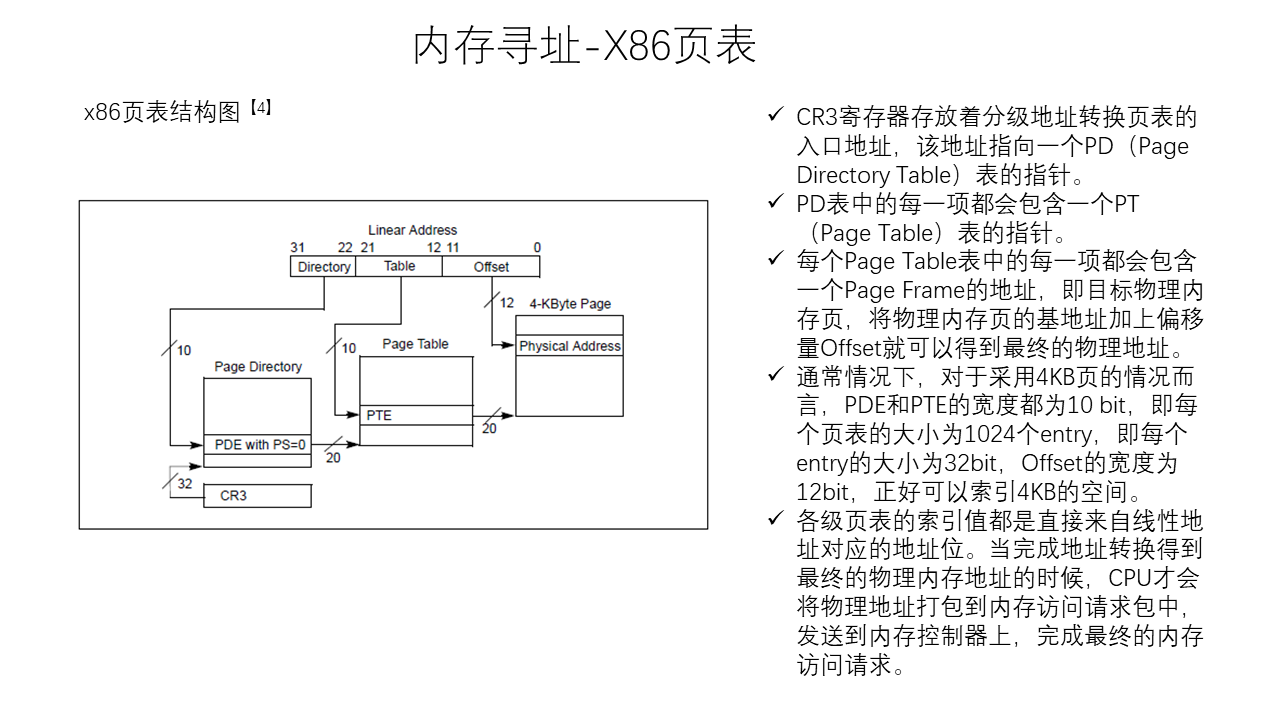 内存寻址-X86页表
x86页表结构图【4】
Linear Address
31 22 21 12 11 0
Directory Table Offset
12
4-KByte Page
10
10
Page Table
Physical Address
Page Directory
PTE
20
PDE with PS=0
20
32
CR3
✓ CR3寄存器存放着分级地址转换页表的
入口地址，该地址指向一个PD（Page
Directory Table）表的指针。
✓ PD表中的每一项都会包含一个PT
（Page Table）表的指针。
✓ 每个Page Table表中的每一项都会包含
一个Page Frame的地址，即目标物理内
存页，将物理内存页的基地址加上偏移
量Offset就可以得到最终的物理地址。
✓ 通常情况下，对于采用4KB页的情况而
言，PDE和PTE的宽度都为10 bit，即每
个页表的大小为1024个entry，即每个
entry的大小为32bit，Offset的宽度为
12bit，正好可以索引4KB的空间。
✓ 各级页表的索引值都是直接来自线性地
址对应的地址位。当完成地址转换得到
最终的物理内存地址的时候，CPU才会
将物理地址打包到内存访问请求包中，
发送到内存控制器上，完成最终的内存
访问请求。